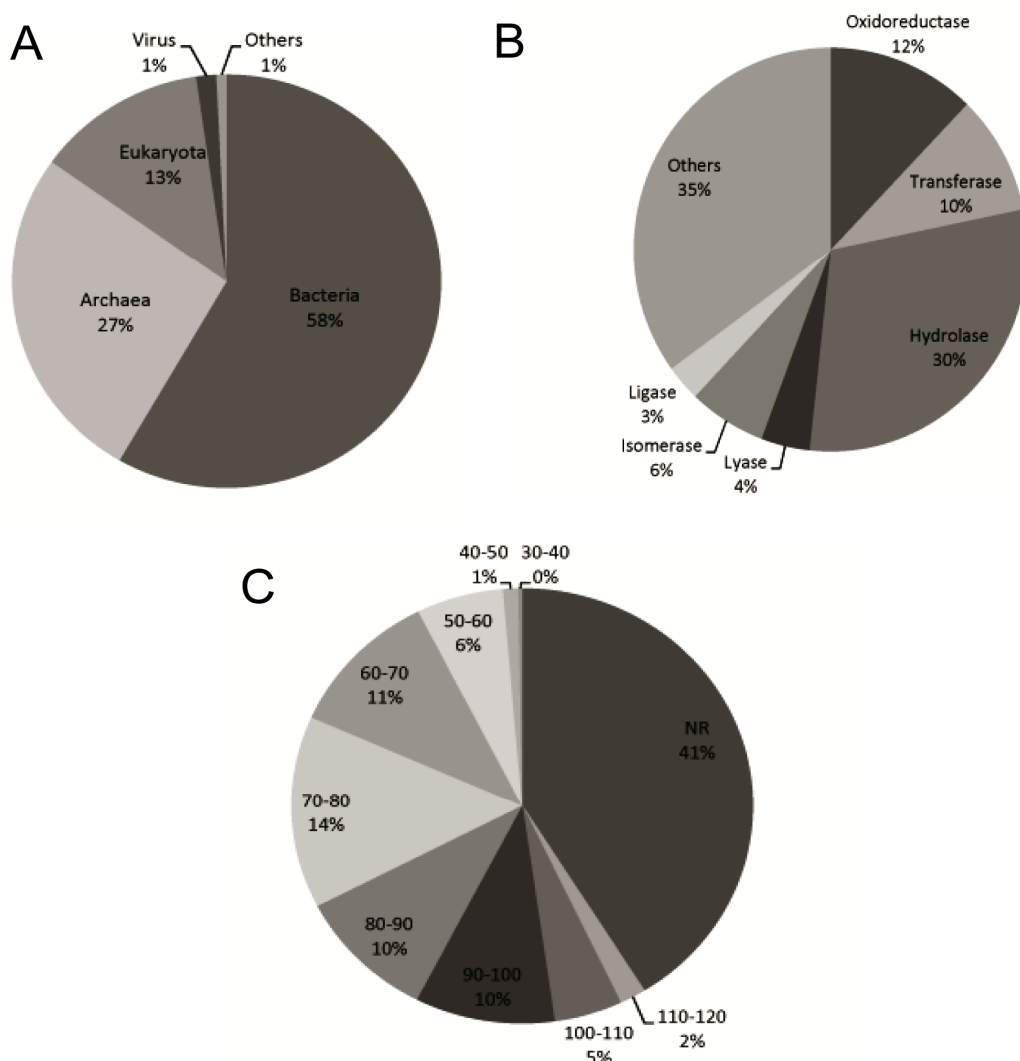 A
Virus
1%
Others
1%
Eukaryota
13%
Archaea
27%
Bacteria
58%
B
Oxidoreductase
12%
Others
35%
Transferase
10%
Hydrolase
30%
Ligase
3%
Isomerase
6%
Lyase
4%
C
40-50
1%
30-40
0%
50-60
6%
60-70
11%
NR
41%
70-80
14%
80-90
10%
90-100
10%
100-110
5%
110-120
2%